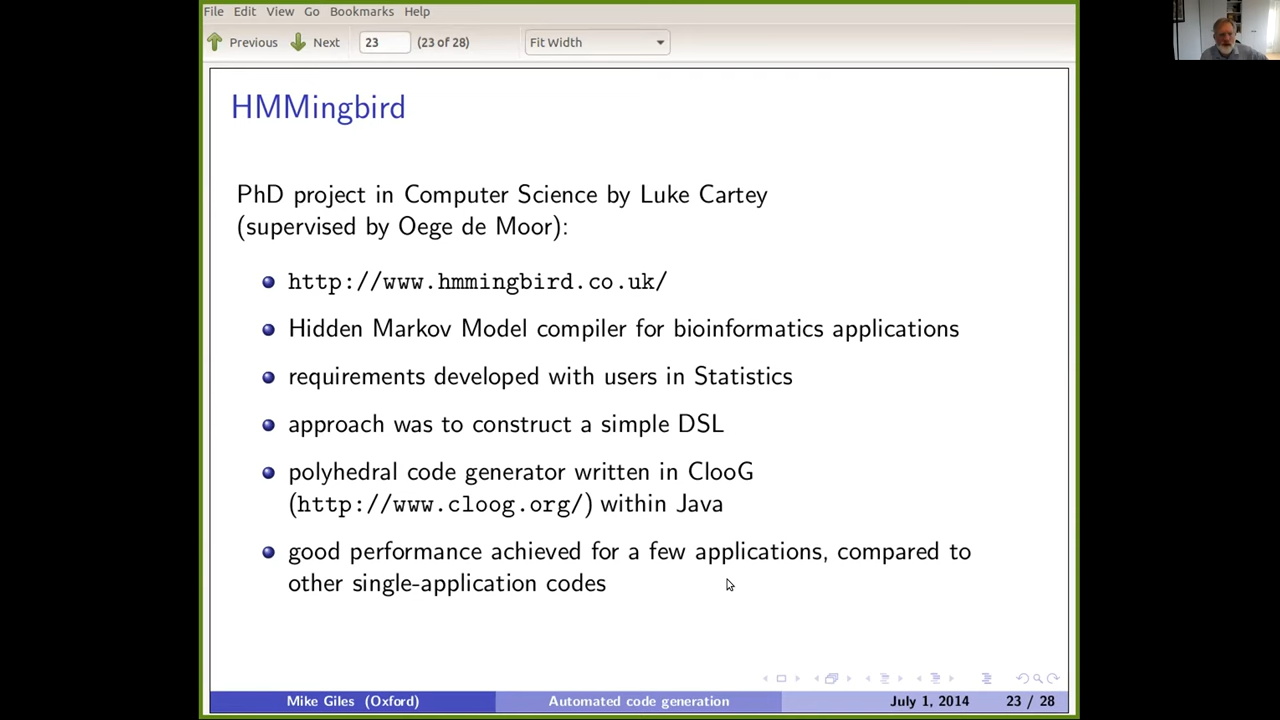 File Edit View Go Bookmarks Help
Previous Next 23 (23 of 28) Fit Width
HMMingbird
PhD project in Computer Science by Luke Cartey
(supervised by Oege de Moor):
http://www.hmmingbird.co.uk/
Hidden Markov Model compiler for bioinformatics applications
requirements developed with users in Statistics
approach was to construct a simple DSL
polyhedral code generator written in ClooG
(http://www.cloog.org/) within Java
good performance achieved for a few applications, compared to
other single-application codes
Mike Giles (Oxford) Automated code generation July 1, 2014 23 / 28